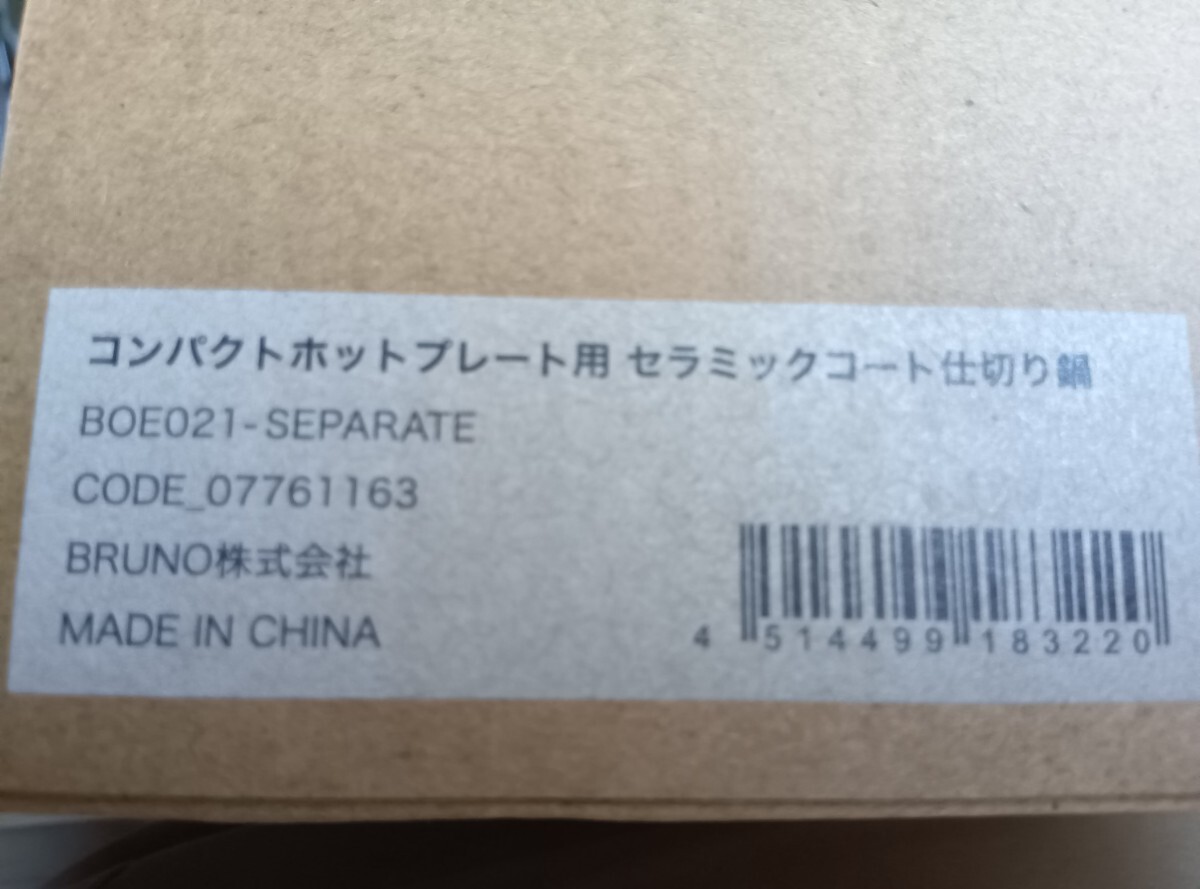 コンパクトホットプレート用 セラミックコート仕切り鍋
BOE021-SEPARATE
CODE_07761163
BRUNO株式会社
MADE IN CHINA
4 514499 183220